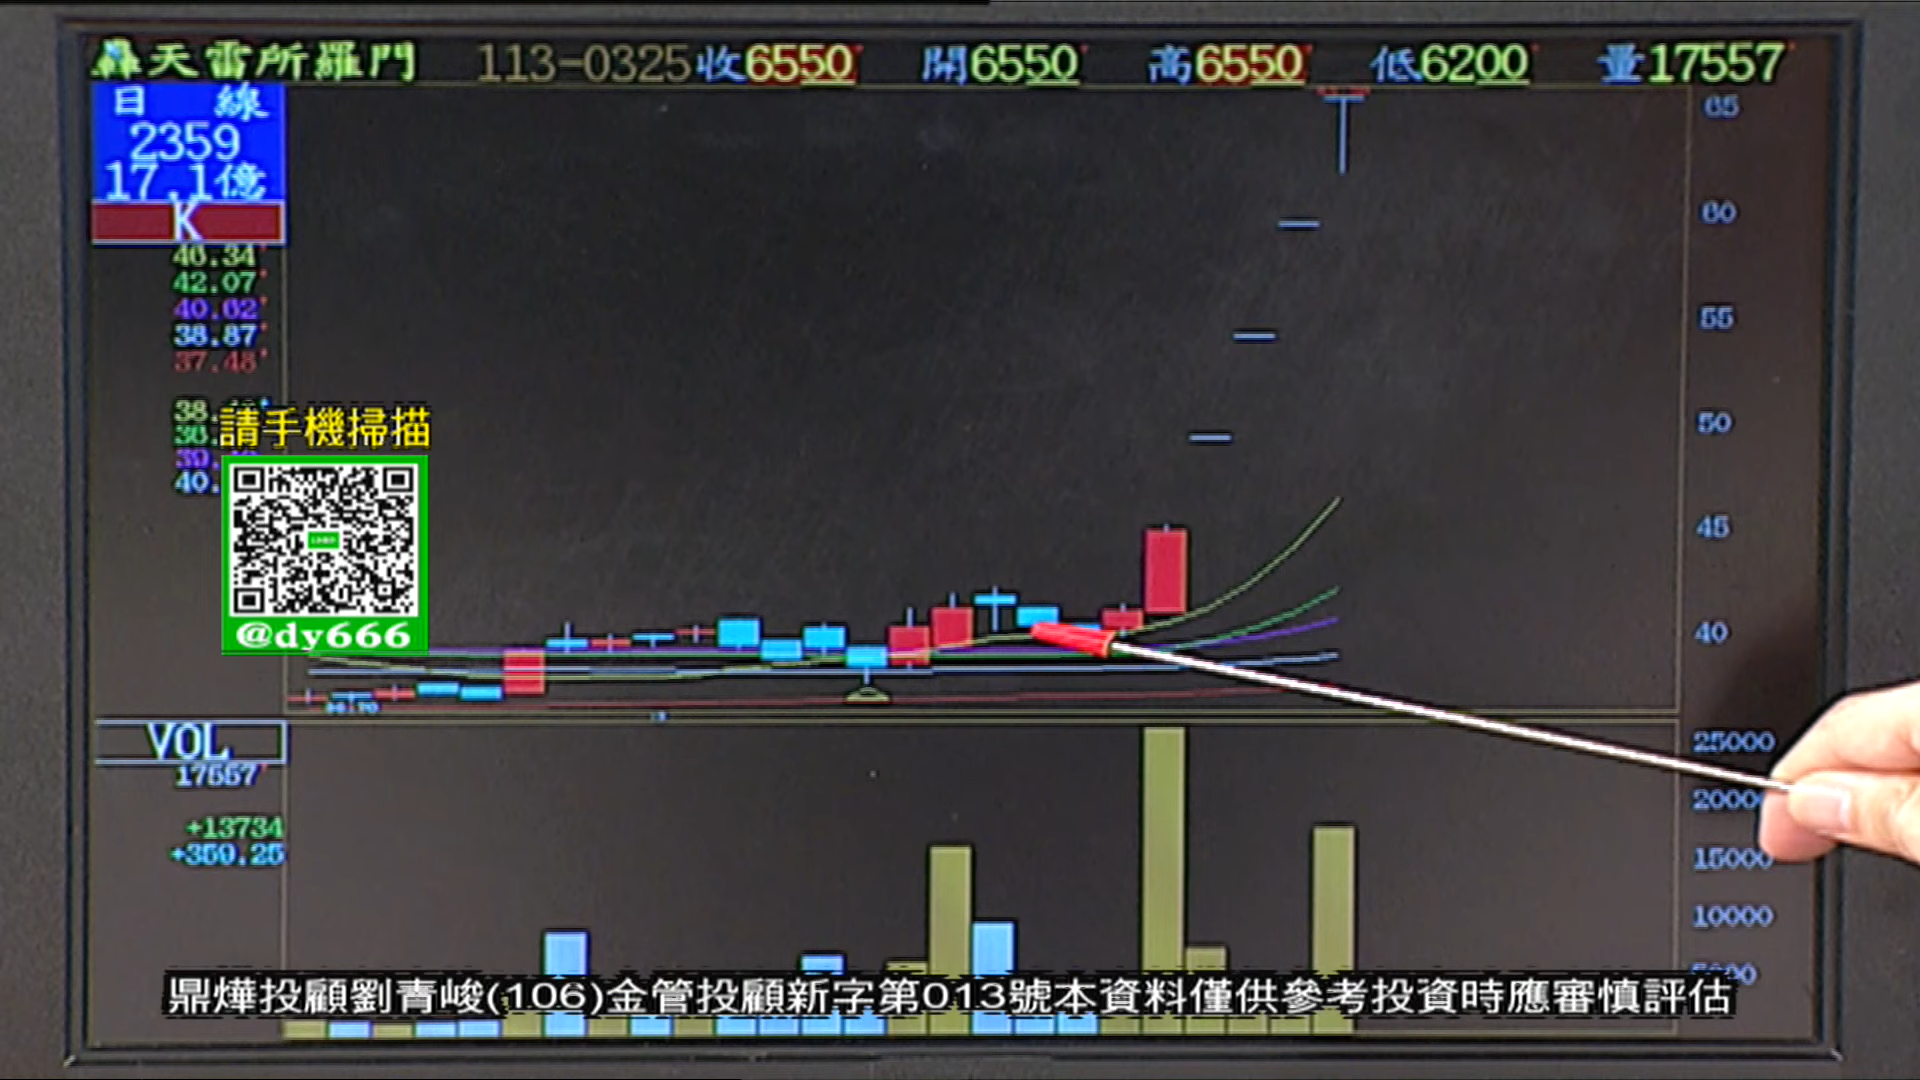 轟天雷所羅門 113-0325 收6550 開6550 高6550 低6200 量17557
日 線
2359
17.1億
K
46.34
42.07
40.62
38.87
37.48
請手機掃描
@dy666
65
60
55
50
45
40
VOL
17557
+13734
+350.25
25000
15000
10000
鼎燁投顧劉青峻(106)金管投顧新字第013號本資料僅供參考投資時應審慎評估